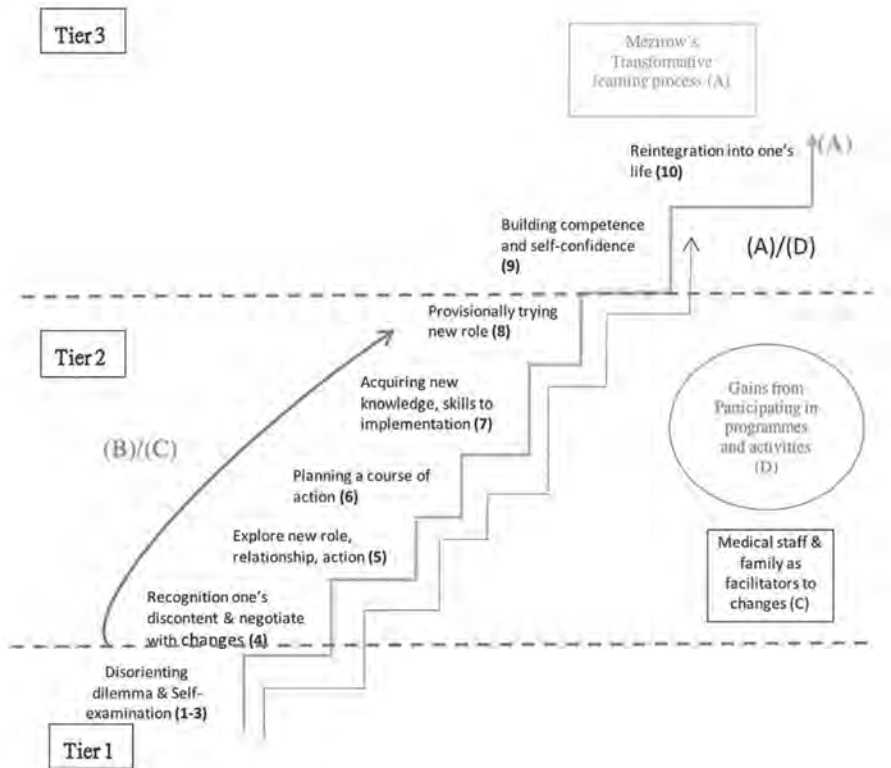 Tier 3
Mezirow's
Transformative
learning process (A)
(A)
Reintegration into one's
life (10)
Building competence
and self-confidence
(9)
(A)/(D)
Provisionally trying
new role (8)
Tier 2
Acquiring new
knowledge, skills to
implementation (7)
Gains from
Participating in
programmes
and activities
(D)
(B)/(C)
Planning a course of
action (6)
Explore new role,
relationship, action (5)
Medical staff &
family as
facilitators to
changes (C)
Recognition one's
discontent & negotiate
with changes (4)
Disorienting
dilemma & Self-
examination (1-3)
Tier 1